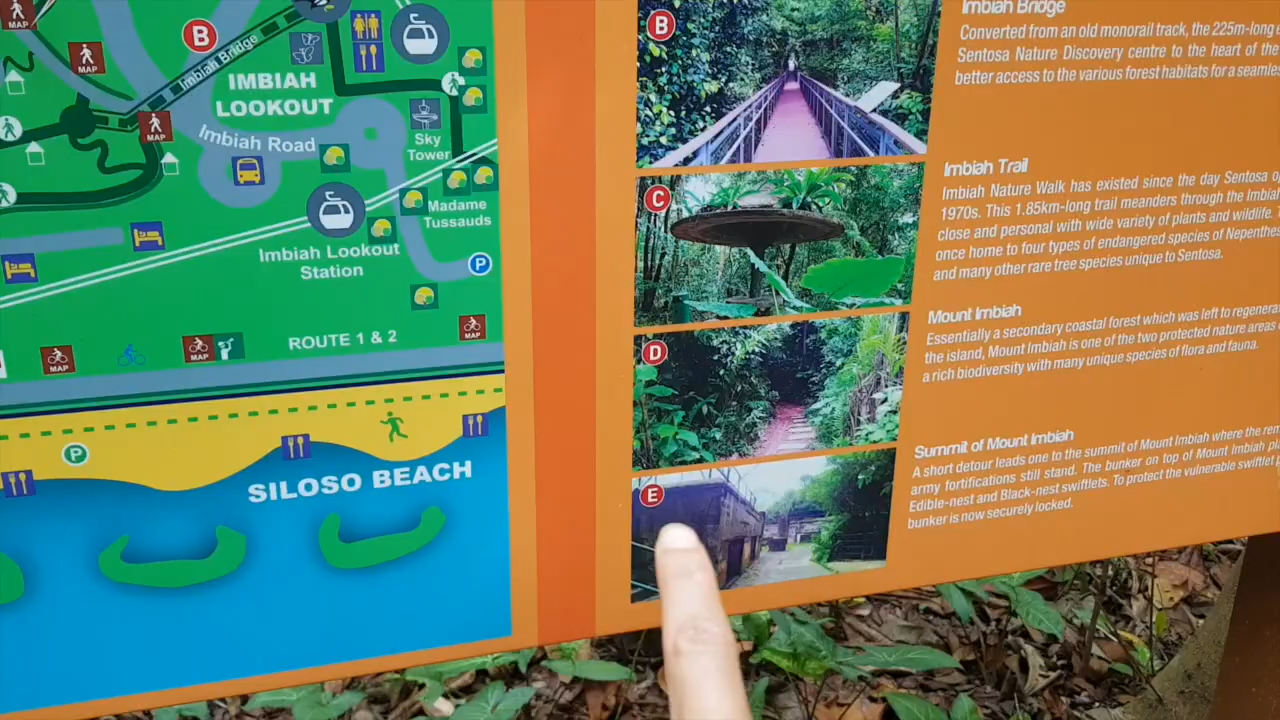 MAP
MAP
B
Imbiah Bridge
IMBIAH
LOOKOUT
MAP
Imbiah Road
Sky
Tower
Madame
Tussauds
Imbiah Lookout
Station
P
MAP
MAP
ROUTE 1 & 2
MAP
P
SILOSO BEACH
B
Imbiah Bridge
Converted from an old monorail track, the 225m-long
Sentosa Nature Discovery centre to the heart of the
better access to the various forest habitats for a
C
Imbiah Trail
Imbiah Nature Walk has existed since the day Sentosa
1970s. This 1.85km-long trail meanders through the
close and personal with wide variety of plants and wildlife.
once home to four types of endangered species of
and many other rare tree species unique to Sentosa.
D
Mount Imbiah
Essentially a secondary coastal forest which was left to
the island, Mount Imbiah is one of the two protected nature areas
a rich biodiversity with many unique species of flora and fauna.
E
Summit of Mount Imbiah
A short detour leads one to the summit of Mount Imbiah where the
army fortifications still stand. The bunker on top of Mount Imbiah
Edible-nest and Black-nest swiftlets. To protect the vulnerable swiftlet
bunker is now securely locked.